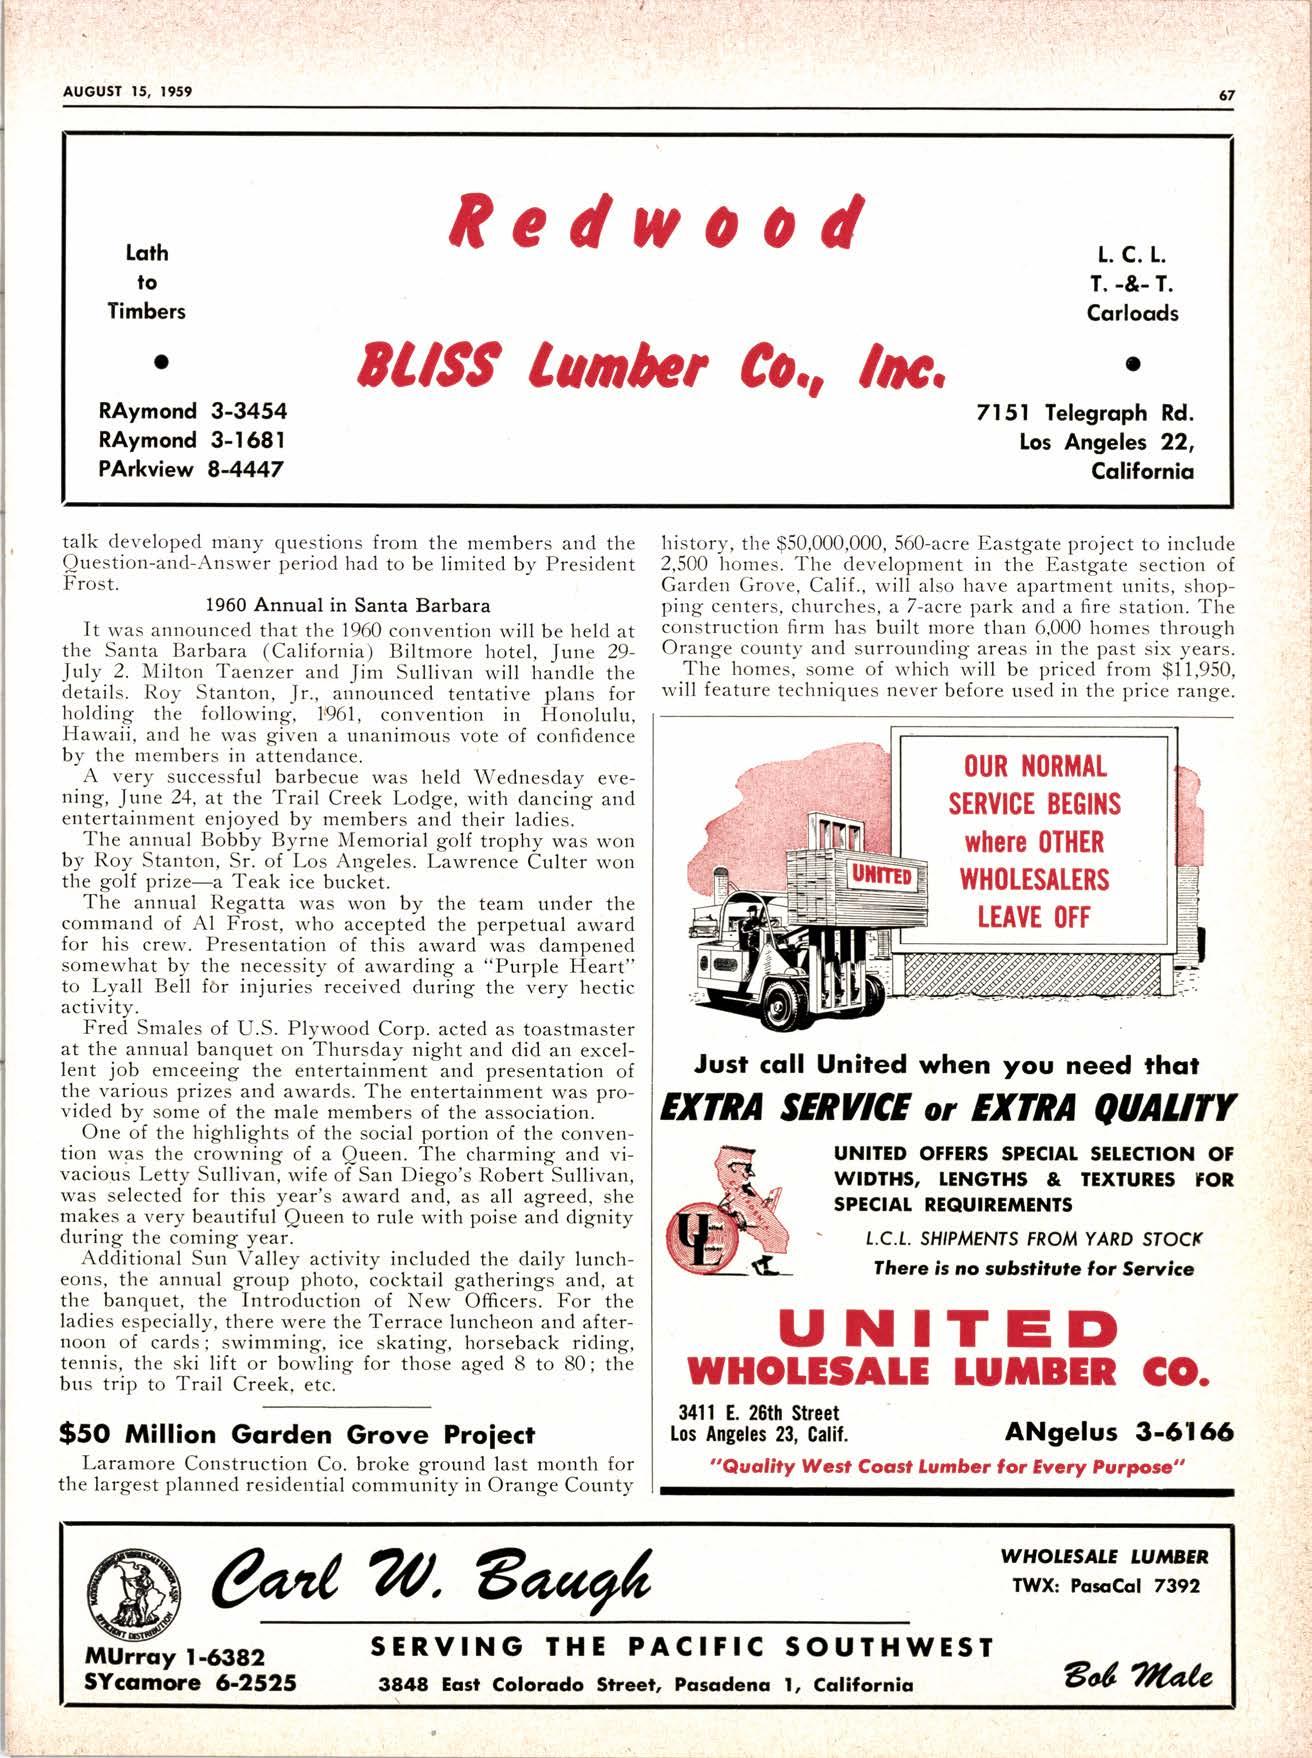 AUGUST 15, 1959
67
Redwood
Lath
to
Timbers
L. C. L.
T. -&- T.
Carloads
BLISS Lumber Co., Inc.
RAymond 3-3454
RAymond 3-1681
PArkview 8-4447
7151 Telegraph Rd.
Los Angeles 22,
California
talk developed many questions from the members and the
Question-and-Answer period had to be limited by President
Frost.
1960 Annual in Santa Barbara
It was announced that the 1960 convention will be held at
the Santa Barbara (California) Biltmore hotel, June 29-
July 2. Milton Taenzer and Jim Sullivan will handle the
details. Roy Stanton, Jr., announced tentative plans for
holding the following, 1961, convention in Honolulu,
Hawaii, and he was given a unanimous vote of confidence
by the members in attendance.
A very successful barbecue was held Wednesday eve-
ning, June 24, at the Trail Creek Lodge, with dancing and
entertainment enjoyed by members and their ladies.
The annual Bobby Byrne Memorial golf trophy was won
by Roy Stanton, Sr. of Los Angeles. Lawrence Culter won
the golf prize—a Teak ice bucket.
The annual Regatta was won by the team under the
command of Al Frost, who accepted the perpetual award
for his crew. Presentation of this award was dampened
somewhat by the necessity of awarding a "Purple Heart"
to Lyall Bell for injuries received during the very hectic
activity.
Fred Smales of U.S. Plywood Corp. acted as toastmaster
at the annual banquet on Thursday night and did an excel-
lent job emceeing the entertainment and presentation of
the various prizes and awards. The entertainment was pro-
vided by some of the male members of the association.
One of the highlights of the social portion of the conven-
tion was the crowning of a Queen. The charming and vi-
vacious Letty Sullivan, wife of San Diego's Robert Sullivan,
was selected for this year's award and, as all agreed, she
makes a very beautiful Queen to rule with poise and dignity
during the coming year.
Additional Sun Valley activity included the daily lunch-
eons, the annual group photo, cocktail gatherings and, at
the banquet, the Introduction of New Officers. For the
ladies especially, there were the Terrace luncheon and after-
noon of cards; swimming, ice skating, horseback riding,
tennis, the ski lift or bowling for those aged 8 to 80; the
bus trip to Trail Creek, etc.
$50 Million Garden Grove Project
Laramore Construction Co. broke ground last month for
the largest planned residential community in Orange County
history, the $50,000,000, 560-acre Eastgate project to include
2,500 homes. The development in the Eastgate section of
Garden Grove, Calif., will also have apartment units, shop-
ping centers, churches, a 7-acre park and a fire station. The
construction firm has built more than 6,000 homes through
Orange county and surrounding areas in the past six years.
The homes, some of which will be priced from $11,950,
will feature techniques never before used in the price range.
OUR NORMAL
SERVICE BEGINS
where OTHER
WHOLESALERS
LEAVE OFF
UNITED
Just call United when you need that
EXTRA SERVICE or EXTRA QUALITY
UNITED OFFERS SPECIAL SELECTION OF
WIDTHS, LENGTHS & TEXTURES FOR
SPECIAL REQUIREMENTS
L.C.L. SHIPMENTS FROM YARD STOCK
There is no substitute for Service
CALIFORNIA
United
Lumber
UNITED
WHOLESALE LUMBER CO.
3411 E. 26th Street
Los Angeles 23, Calif.
ANgelus 3-6166
"Quality West Coast Lumber for Every Purpose"
NATIONAL-AMERICAN WHOLESALE LUMBER ASS'N.
EFFICIENT DISTRIBUTION
Carl W. Baugh
WHOLESALE LUMBER
TWX: PasaCal 7392
MUrray 1-6382
SYcamore 6-2525
SERVING THE PACIFIC SOUTHWEST
3848 East Colorado Street, Pasadena 1, California
Bob Male